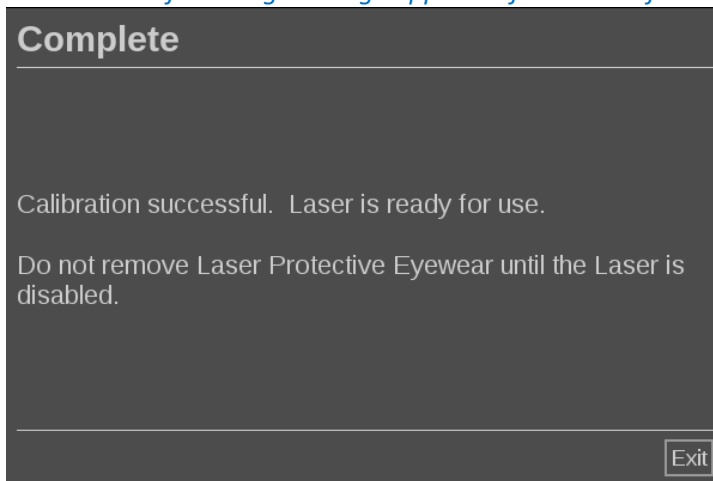 Complete
Calibration successful.  Laser is ready for use.
Do not remove Laser Protective Eyewear until the Laser is
disabled.
Exit